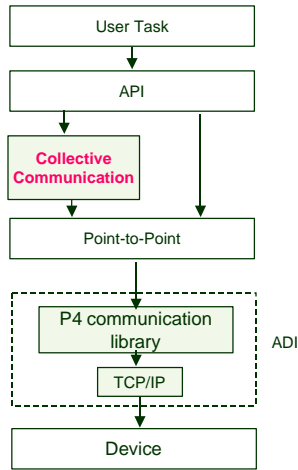 User Task
API
Collective
Communication
Point-to-Point
P4 communication
library
ADI
TCP/IP
Device